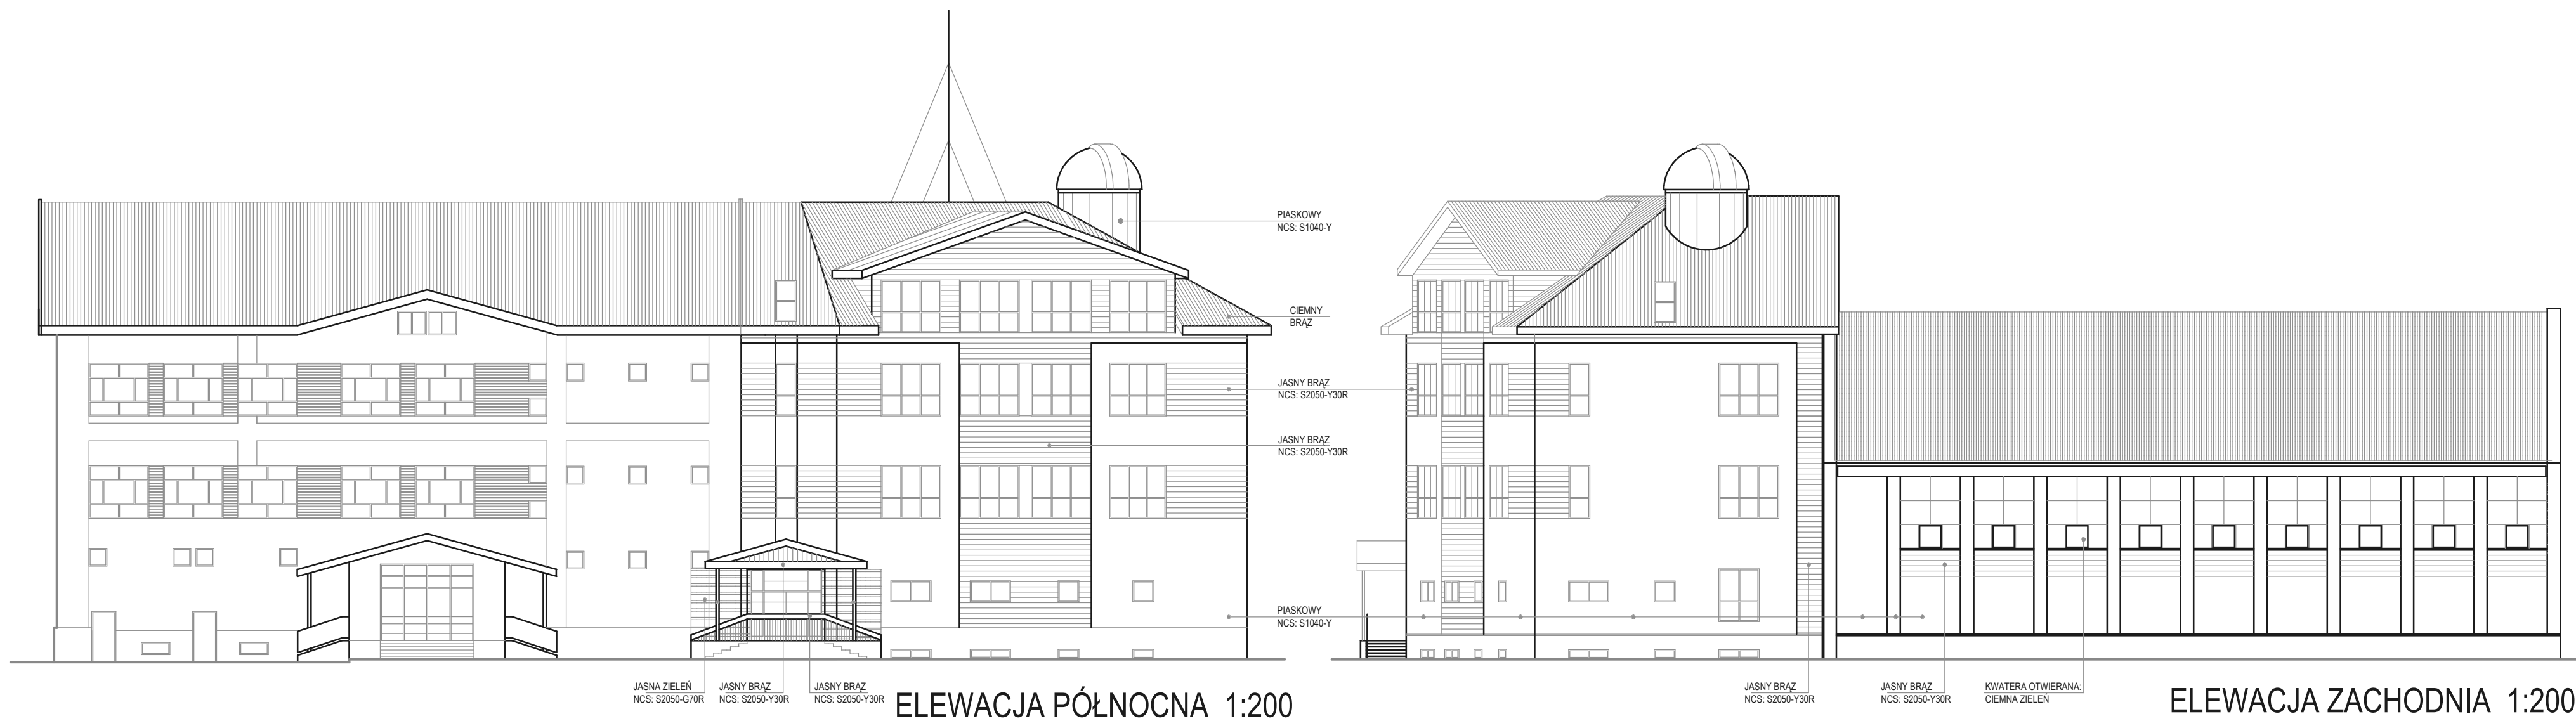 PIASKOWY
NCS: S1040-Y
CIEMNY
BRĄZ
JASNY BRĄZ
NCS: S2050-Y30R
JASNY BRĄZ
NCS: S2050-Y30R
PIASKOWY
NCS: S1040-Y
JASNA ZIELEŃ
NCS: S2050-G70R
JASNY BRĄZ
NCS: S2050-Y30R
JASNY BRĄZ
NCS: S2050-Y30R
ELEWACJA PÓŁNOCNA 1:200
JASNY BRĄZ
NCS: S2050-Y30R
JASNY BRĄZ
NCS: S2050-Y30R
KWATERA OTWIERANA:
CIEMNA ZIELEŃ
ELEWACJA ZACHODNIA 1:200